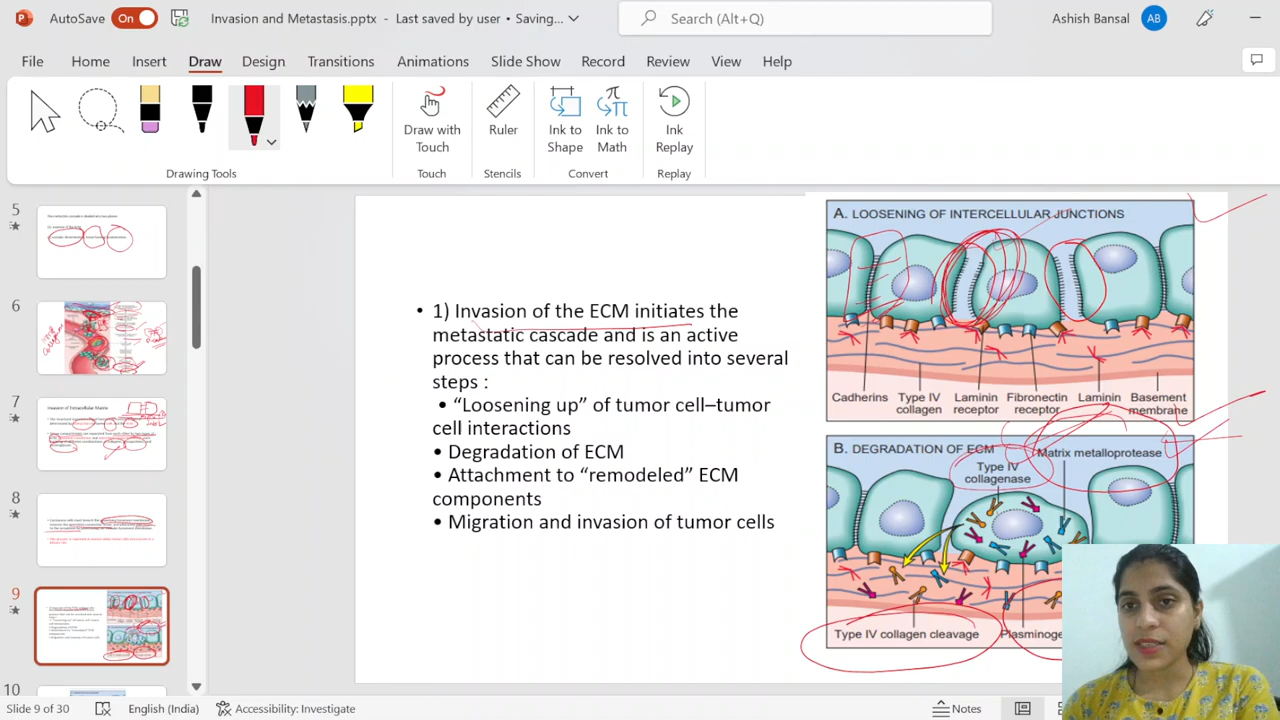 AutoSave On Invasion and Metastasis.pptx - Last saved by user • Saving... Search (Alt+Q) Ashish Bansal AB
File Home Insert Draw Design Transitions Animations Slide Show Record Review View Help
Draw with Touch
Ruler
Ink to Shape
Ink to Math
Ink Replay
Drawing Tools Touch Stencils Convert Replay
5
6
7
Invasion of Extracellular Matrix
8
9
10
• 1) Invasion of the ECM initiates the
metastatic cascade and is an active
process that can be resolved into several
steps :
• “Loosening up” of tumor cell–tumor
cell interactions
• Degradation of ECM
• Attachment to “remodeled” ECM
components
• Migration and invasion of tumor cells
A. LOOSENING OF INTERCELLULAR JUNCTIONS
Cadherins
Type IV collagen
Laminin receptor
Fibronectin receptor
Laminin
Basement membrane
B. DEGRADATION OF ECM
Matrix metalloprotease
Type IV
collagenase
Type IV collagen cleavage
Slide 9 of 30 English (India) Accessibility: Investigate Notes